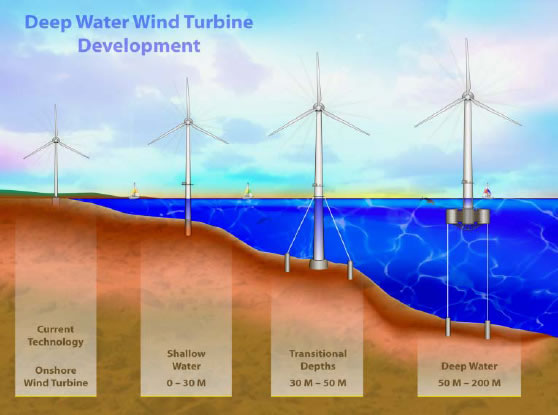 Deep Water Wind Turbine
Development
Current
Technology
Onshore
Wind Turbine
Shallow
Water
0 – 30 M
Transitional
Depths
30 M – 50 M
Deep Water
50 M – 200 M